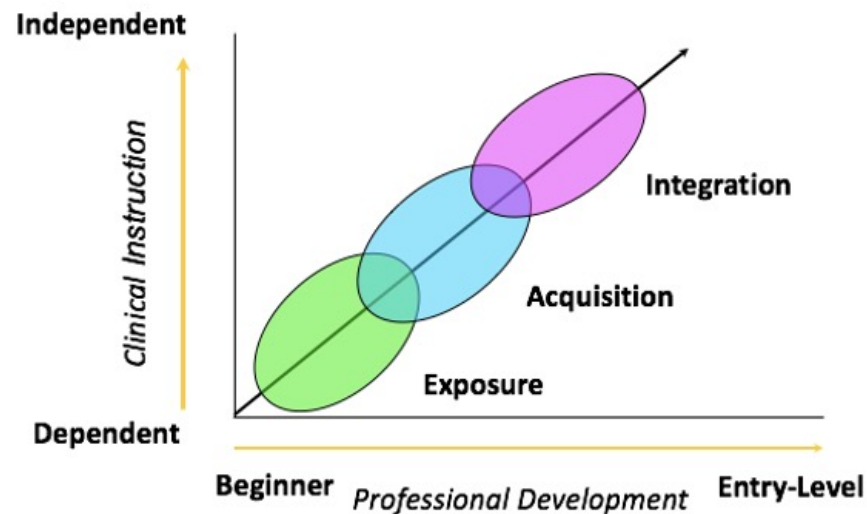 Independent
Clinical Instruction
Integration
Acquisition
Exposure
Dependent
Beginner
Professional Development
Entry-Level